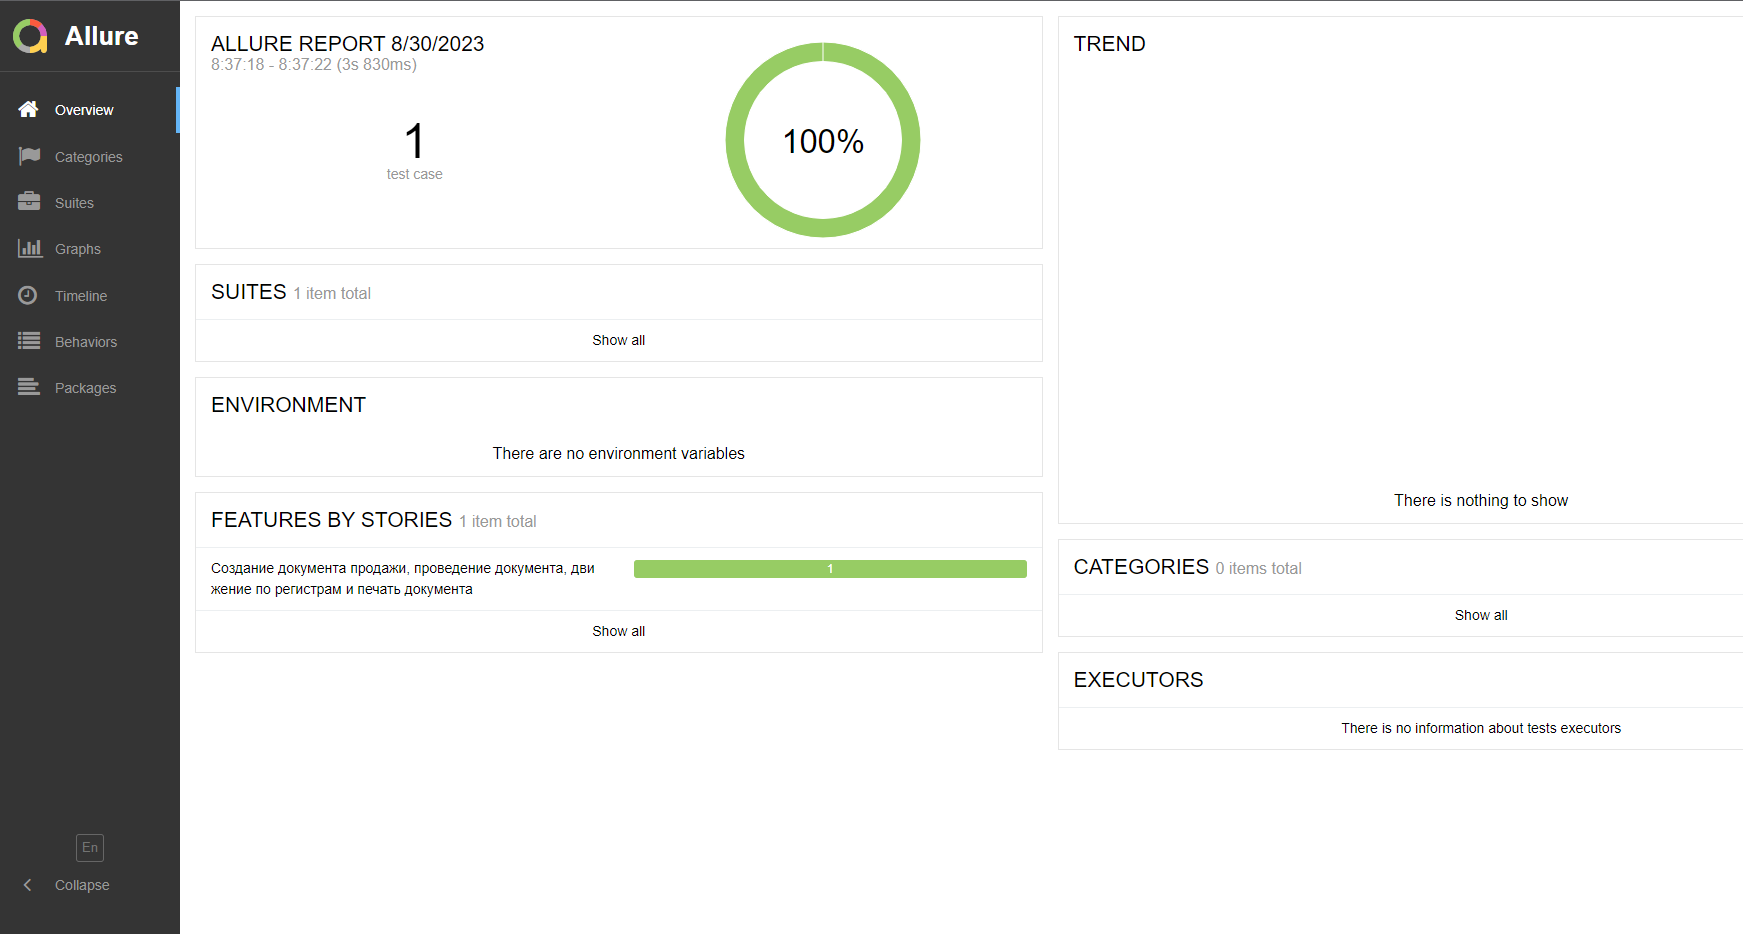 Allure
Overview
Categories
Suites
Graphs
Timeline
Behaviors
Packages
En
Collapse
ALLURE REPORT 8/30/2023
8:37:18 - 8:37:22 (3s 830ms)
1
test case
100%
SUITES 1 item total
Show all
ENVIRONMENT
There are no environment variables
FEATURES BY STORIES 1 item total
Создание документа продажи, проведение документа, дви
жение по регистрам и печать документа
1
Show all
TREND
There is nothing to show
CATEGORIES 0 items total
Show all
EXECUTORS
There is no information about tests executors